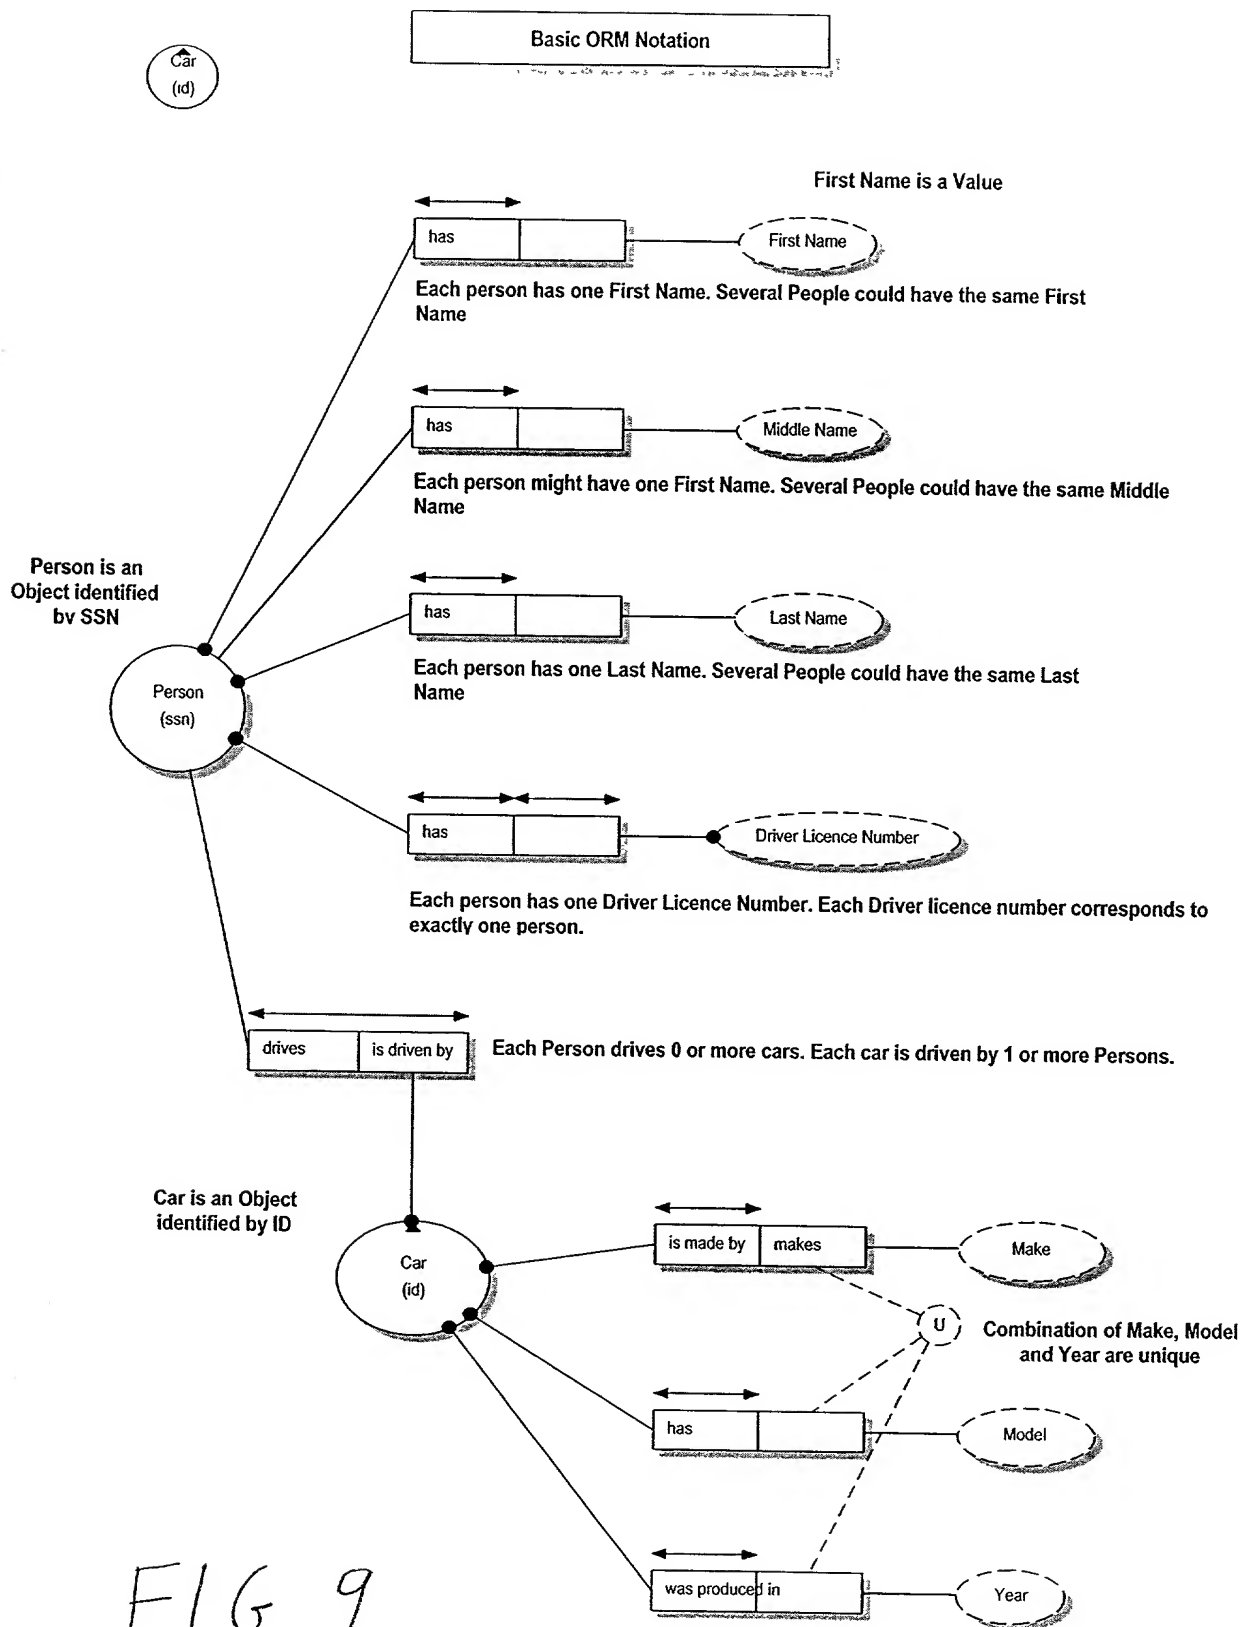 Basic ORM Notation
Car
(id)
First Name is a Value
has
First Name
Each person has one First Name. Several People could have the same First
Name
has
Middle Name
Each person might have one First Name. Several People could have the same Middle
Name
Person is an
Object identified
by SSN
has
Last Name
Each person has one Last Name. Several People could have the same Last
Name
Person
(ssn)
has
Driver Licence Number
Each person has one Driver Licence Number. Each Driver licence number corresponds to
exactly one person.
drives
is driven by
Each Person drives 0 or more cars. Each car is driven by 1 or more Persons.
Car is an Object
identified by ID
Car
(id)
is made by
makes
Make
U
Combination of Make, Model
and Year are unique
has
Model
was produced in
Year
FIG 9